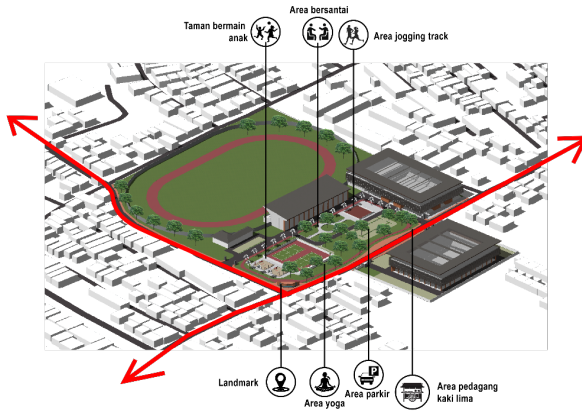 Taman bermain
anak
Area bersantai
Area jogging track
P
Landmark
Area yoga
Area parkir
Area pedagang
kaki lima